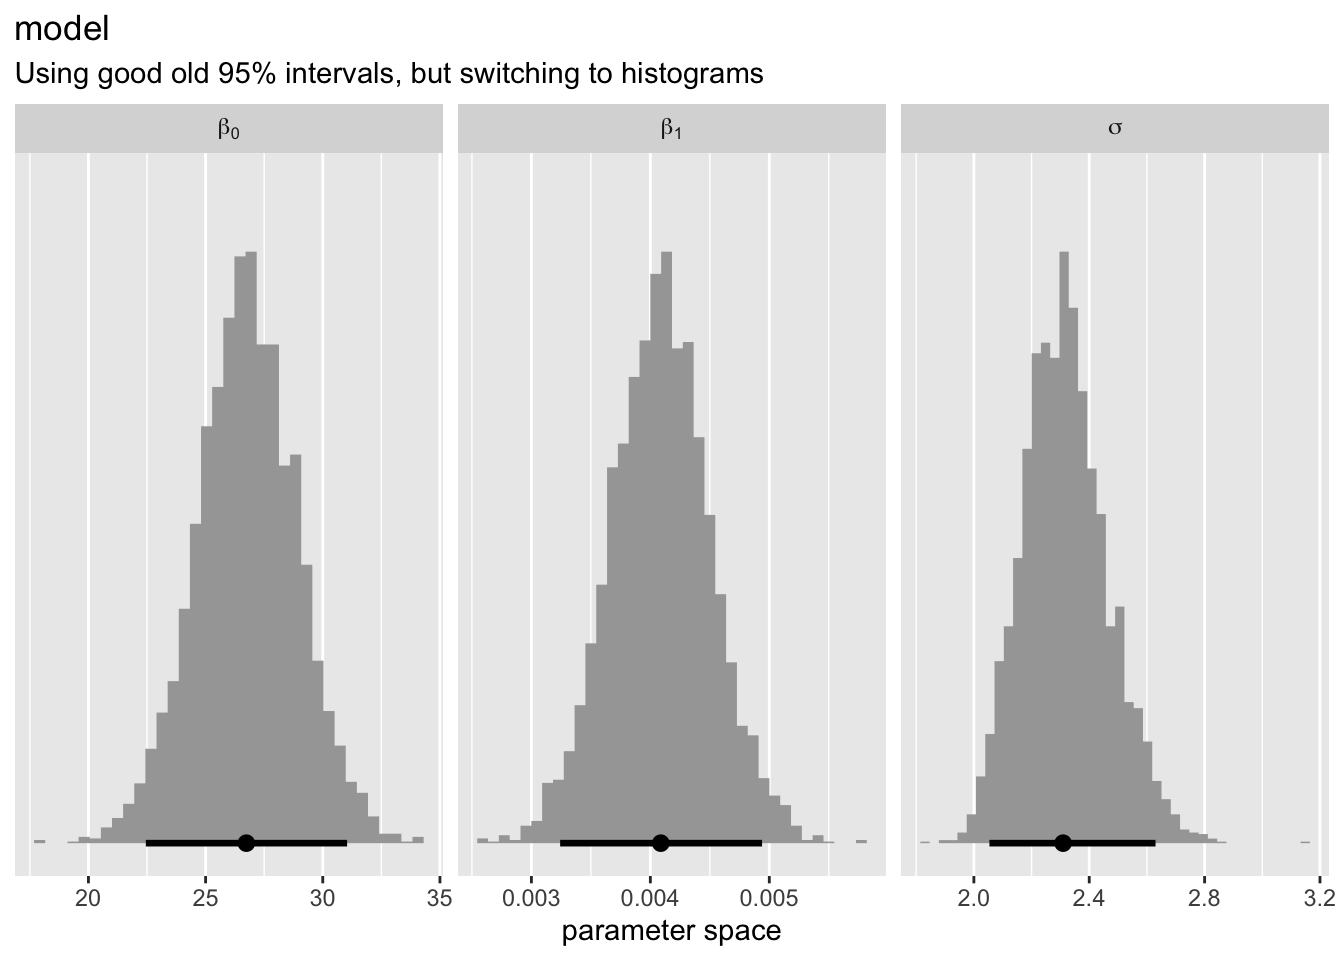 model
Using good old 95% intervals, but switching to histograms
β₀ β₁ σ
20 25 30 35 0.003 0.004 0.005 2.0 2.4 2.8 3.2
parameter space